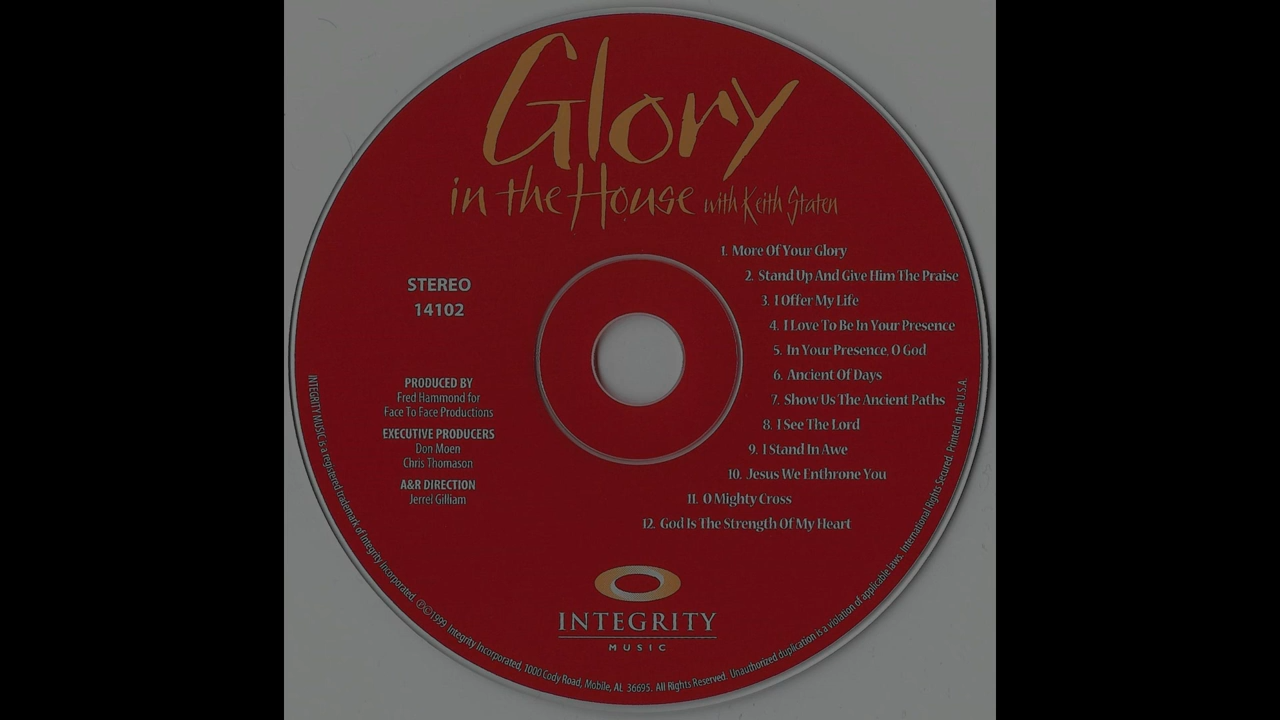 Glory
in the House with Keith Staten
1. More Of Your Glory
2. Stand Up And Give Him The Praise
3. I Offer My Life
4. I Love To Be In Your Presence
5. In Your Presence, O God
6. Ancient Of Days
7. Show Us The Ancient Paths
8. I See The Lord
9. I Stand In Awe
10. Jesus We Enthrone You
11. O Mighty Cross
12. God Is The Strength Of My Heart
STEREO
14102
PRODUCED BY
Fred Hammond for
Face To Face Productions
EXECUTIVE PRODUCERS
Don Moen
Chris Thomason
A&R DIRECTION
Jerrel Gilliam
INTEGRITY
MUSIC
INTEGRITY MUSIC is a registered trademark of Integrity Incorporated. ℗©1999 Integrity Incorporated, 1000 Cody Road, Mobile, AL 36695. All Rights Reserved. Unauthorized duplication is a violation of applicable laws. International Rights Secured. Printed in the U.S.A.